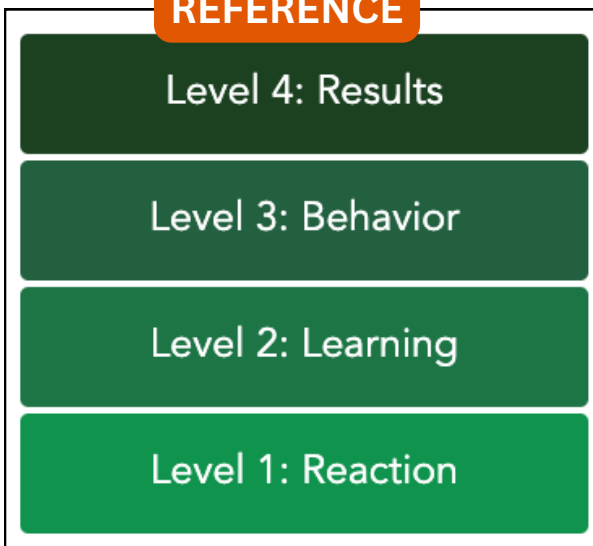 REFERENCE
Level 4: Results
Level 3: Behavior
Level 2: Learning
Level 1: Reaction